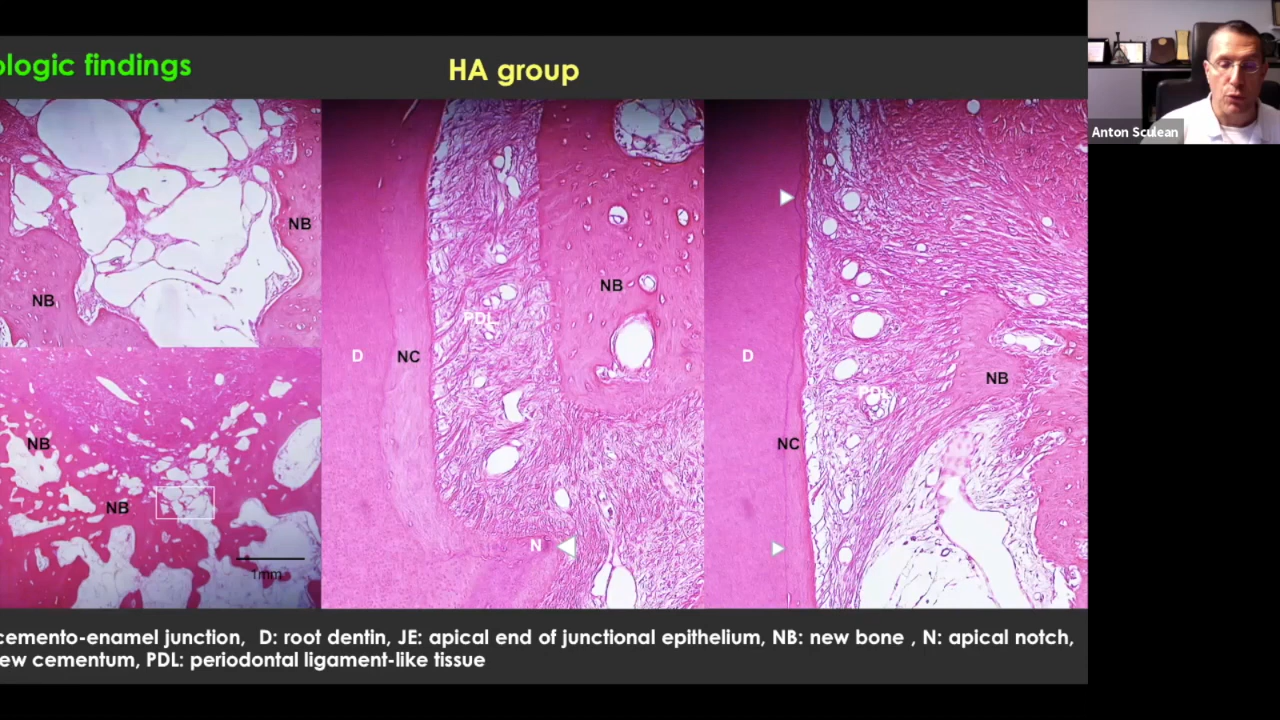 ologic findings
HA group
Anton Sculean
NB
NB
NB
NB
1mm
D
NC
PDL
NB
N
D
NC
PDL
NB
cemento-enamel junction, D: root dentin, JE: apical end of junctional epithelium, NB: new bone , N: apical notch,
ew cementum, PDL: periodontal ligament-like tissue